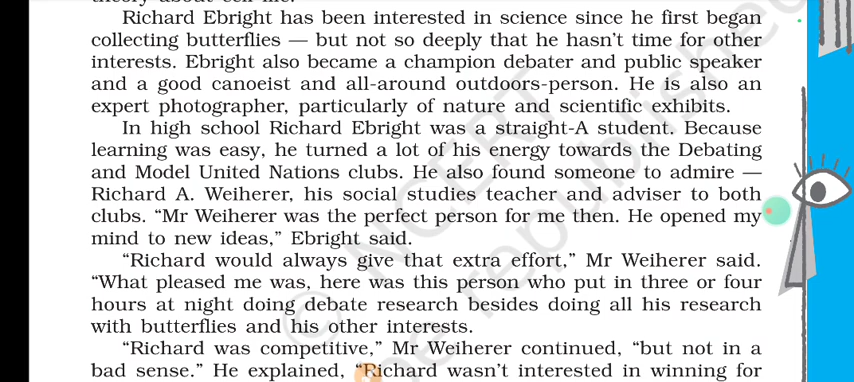 Richard Ebright has been interested in science since he first began
collecting butterflies — but not so deeply that he hasn't time for other
interests. Ebright also became a champion debater and public speaker
and a good canoeist and all-around outdoors-person. He is also an
expert photographer, particularly of nature and scientific exhibits.
In high school Richard Ebright was a straight-A student. Because
learning was easy, he turned a lot of his energy towards the Debating
and Model United Nations clubs. He also found someone to admire —
Richard A. Weiherer, his social studies teacher and adviser to both
clubs. “Mr Weiherer was the perfect person for me then. He opened my
mind to new ideas,” Ebright said.
“Richard would always give that extra effort,” Mr Weiherer said.
“What pleased me was, here was this person who put in three or four
hours at night doing debate research besides doing all his research
with butterflies and his other interests.
“Richard was competitive,” Mr Weiherer continued, “but not in a
bad sense.” He explained, “Richard wasn't interested in winning for
© NCERT
be republished